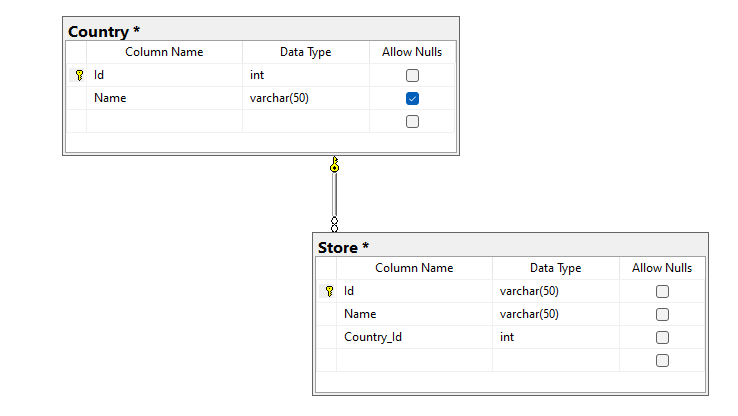 Country *
Column Name Data Type Allow Nulls
Id int
Name varchar(50)
Store *
Column Name Data Type Allow Nulls
Id varchar(50)
Name varchar(50)
Country_Id int